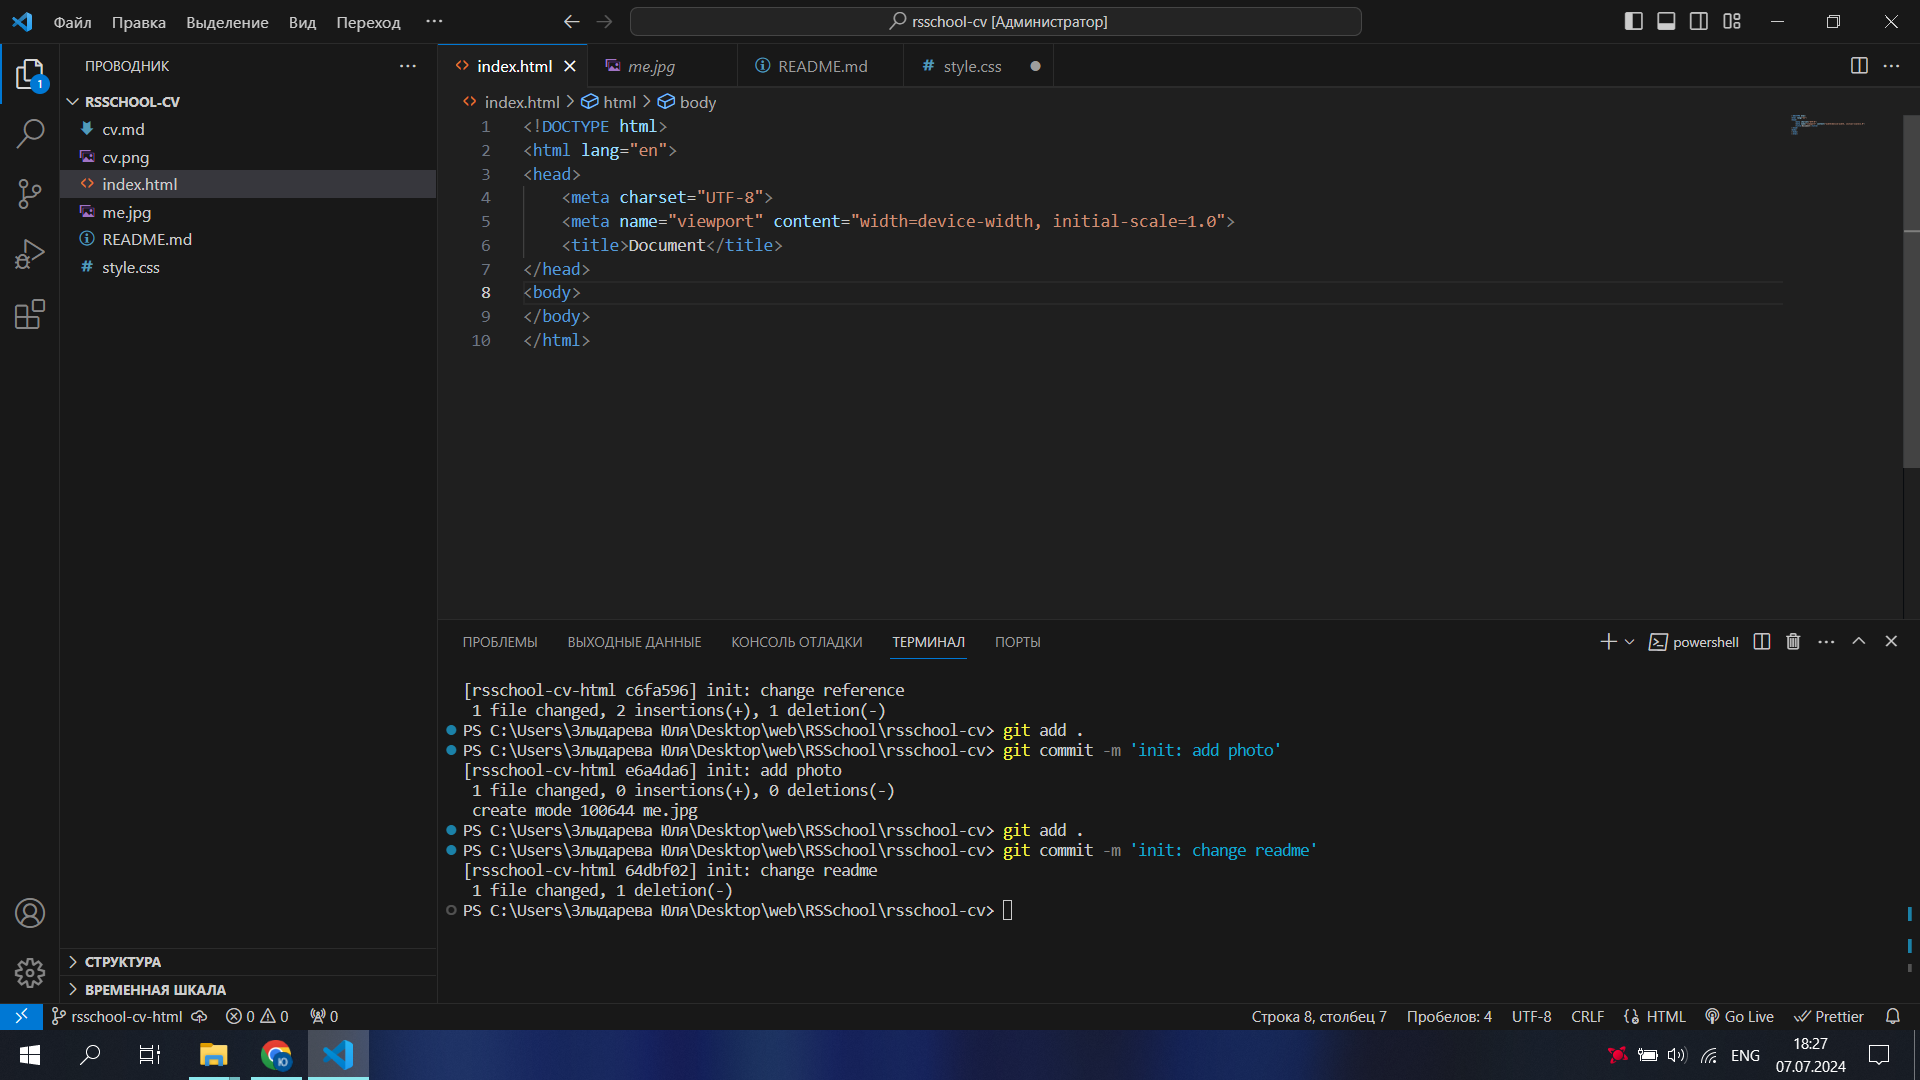 Файл Правка Выделение Вид Переход ··· rsschool-cv [Администратор]
ПРОВОДНИК ···
RSSCHOOL-CV
cv.md
cv.png
index.html
me.jpg
README.md
style.css
СТРУКТУРА
ВРЕМЕННАЯ ШКАЛА
1
index.html me.jpg README.md style.css
index.html > html > body
1 <!DOCTYPE html>
2 <html lang="en">
3 <head>
4 <meta charset="UTF-8">
5 <meta name="viewport" content="width=device-width, initial-scale=1.0">
6 <title>Document</title>
7 </head>
8 <body>
9 </body>
10 </html>
ПРОБЛЕМЫ ВЫХОДНЫЕ ДАННЫЕ КОНСОЛЬ ОТЛАДКИ ТЕРМИНАЛ ПОРТЫ powershell
[rsschool-cv-html c6fa596] init: change reference
1 file changed, 2 insertions(+), 1 deletion(-)
PS C:\Users\Злыдарева Юля\Desktop\web\RSSchool\rsschool-cv> git add .
PS C:\Users\Злыдарева Юля\Desktop\web\RSSchool\rsschool-cv> git commit -m 'init: add photo'
[rsschool-cv-html e6a4da6] init: add photo
1 file changed, 0 insertions(+), 0 deletions(-)
create mode 100644 me.jpg
PS C:\Users\Злыдарева Юля\Desktop\web\RSSchool\rsschool-cv> git add .
PS C:\Users\Злыдарева Юля\Desktop\web\RSSchool\rsschool-cv> git commit -m 'init: change readme'
[rsschool-cv-html 64dbf02] init: change readme
1 file changed, 1 deletion(-)
PS C:\Users\Злыдарева Юля\Desktop\web\RSSchool\rsschool-cv>
rsschool-cv-html 0 0 0 Строка 8, столбец 7 Пробелов: 4 UTF-8 CRLF HTML Go Live Prettier
Ю ENG 18:27
07.07.2024